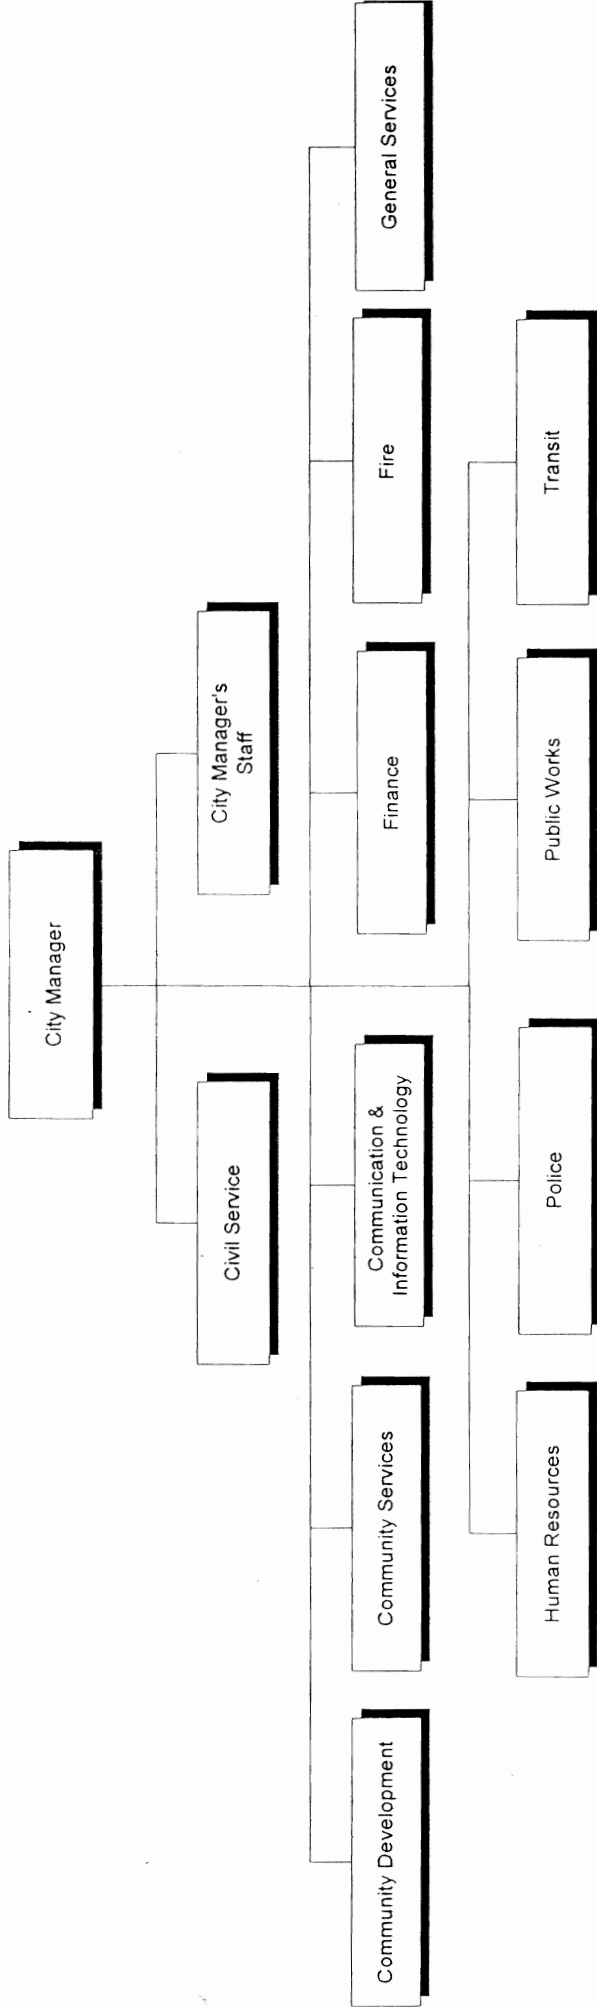 City Manager
Civil Service
City Manager's
Staff
Community Development
Community Services
Communication &
Information Technology
Finance
Fire
General Services
Human Resources
Police
Public Works
Transit